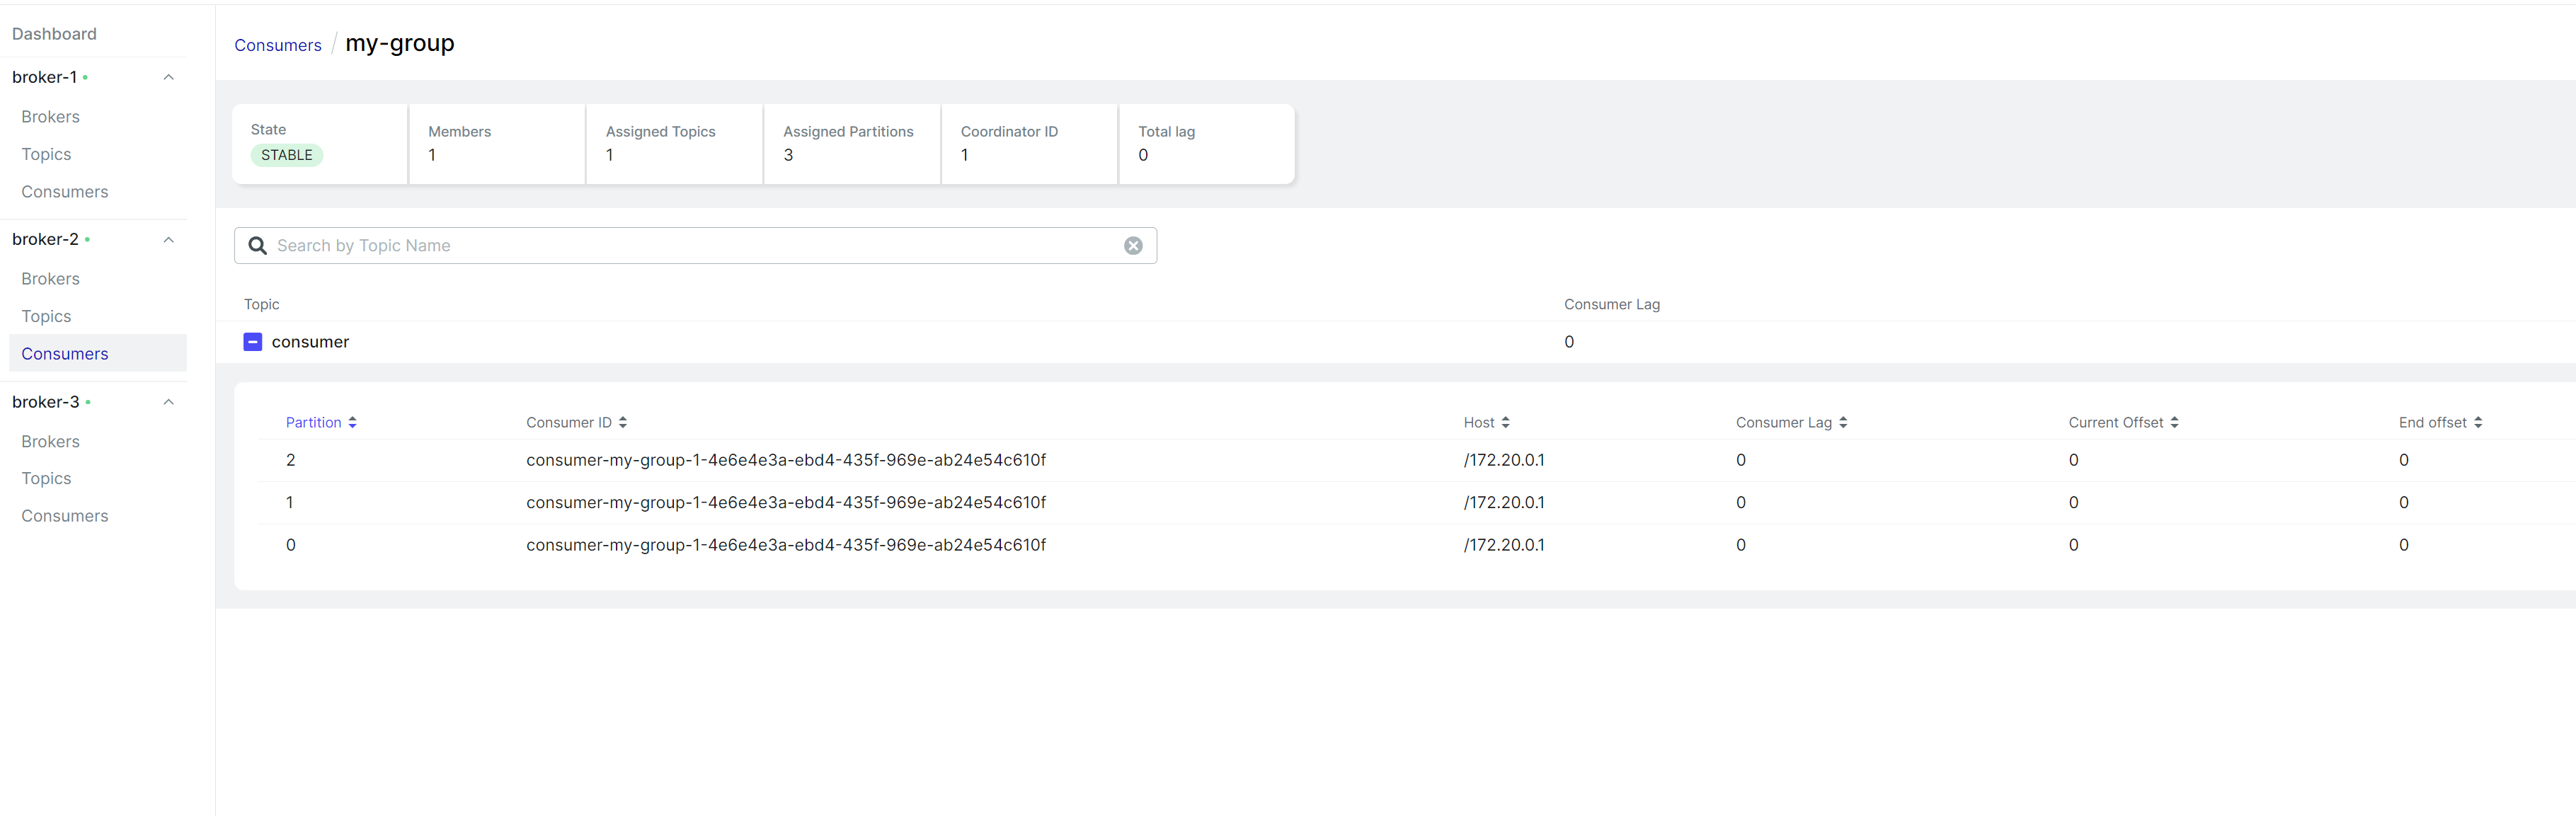 Dashboard
broker-1
Brokers
Topics
Consumers
broker-2
Brokers
Topics
Consumers
broker-3
Brokers
Topics
Consumers
Consumers / my-group
State
STABLE
Members
1
Assigned Topics
1
Assigned Partitions
3
Coordinator ID
1
Total lag
0
Search by Topic Name
Topic Consumer Lag
consumer 0
Partition Consumer ID Host Consumer Lag Current Offset End offset
2 consumer-my-group-1-4e6e4e3a-ebd4-435f-969e-ab24e54c610f /172.20.0.1 0 0 0
1 consumer-my-group-1-4e6e4e3a-ebd4-435f-969e-ab24e54c610f /172.20.0.1 0 0 0
0 consumer-my-group-1-4e6e4e3a-ebd4-435f-969e-ab24e54c610f /172.20.0.1 0 0 0